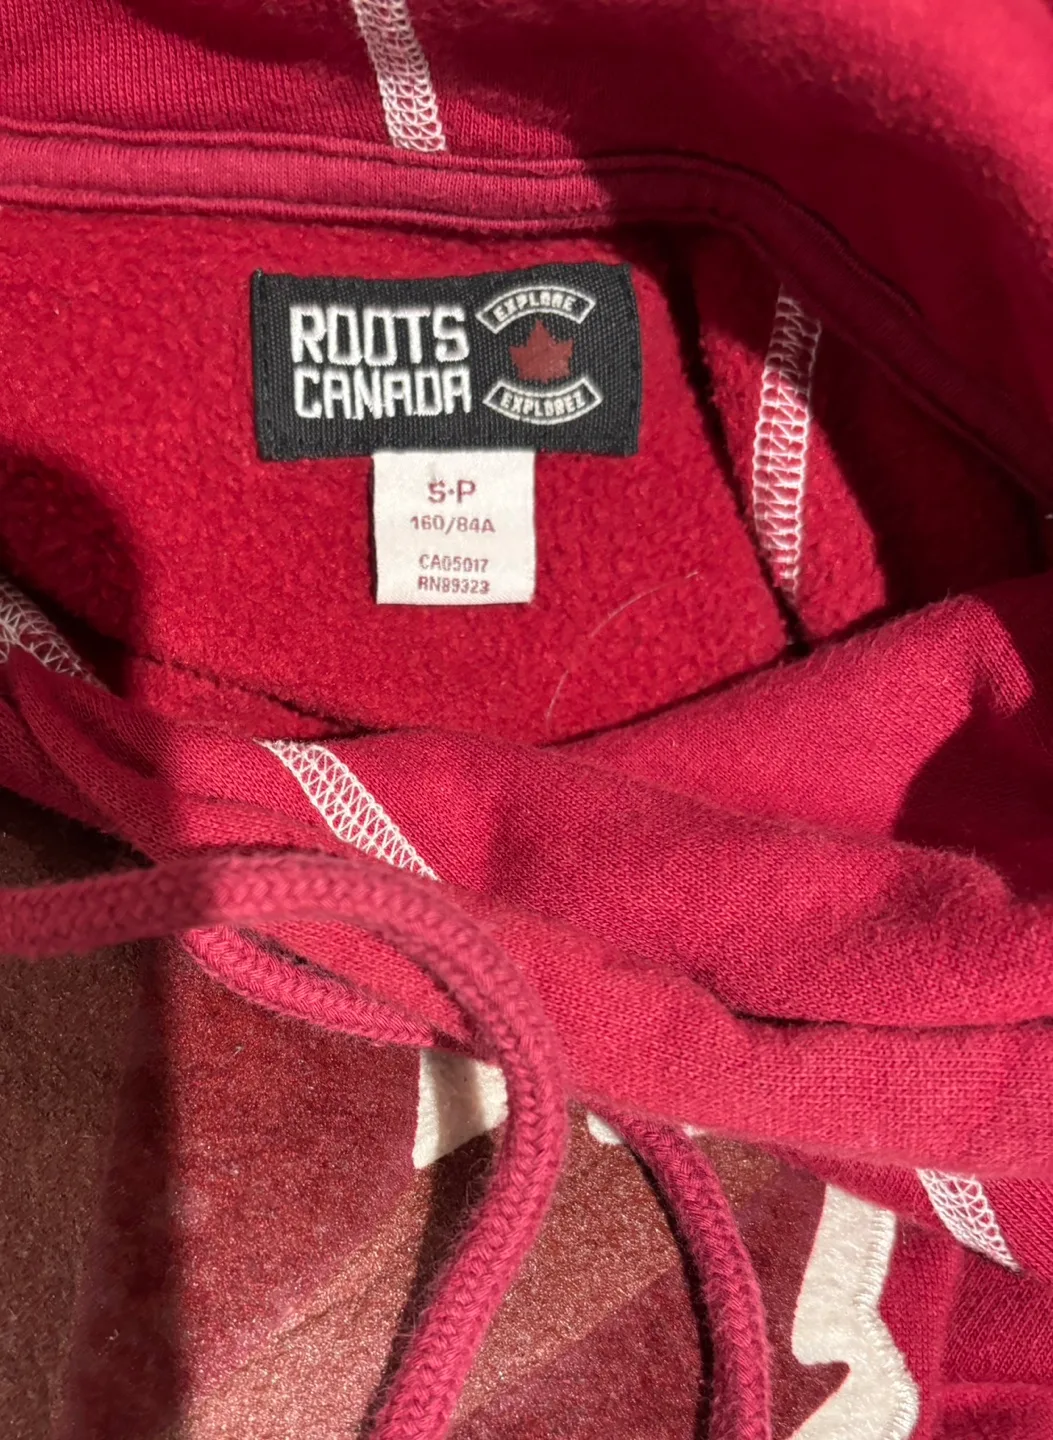 ROOTS
CANADA
EXPLORE
EXPLOREZ
S·P
160/84A
CA05017
RN89323